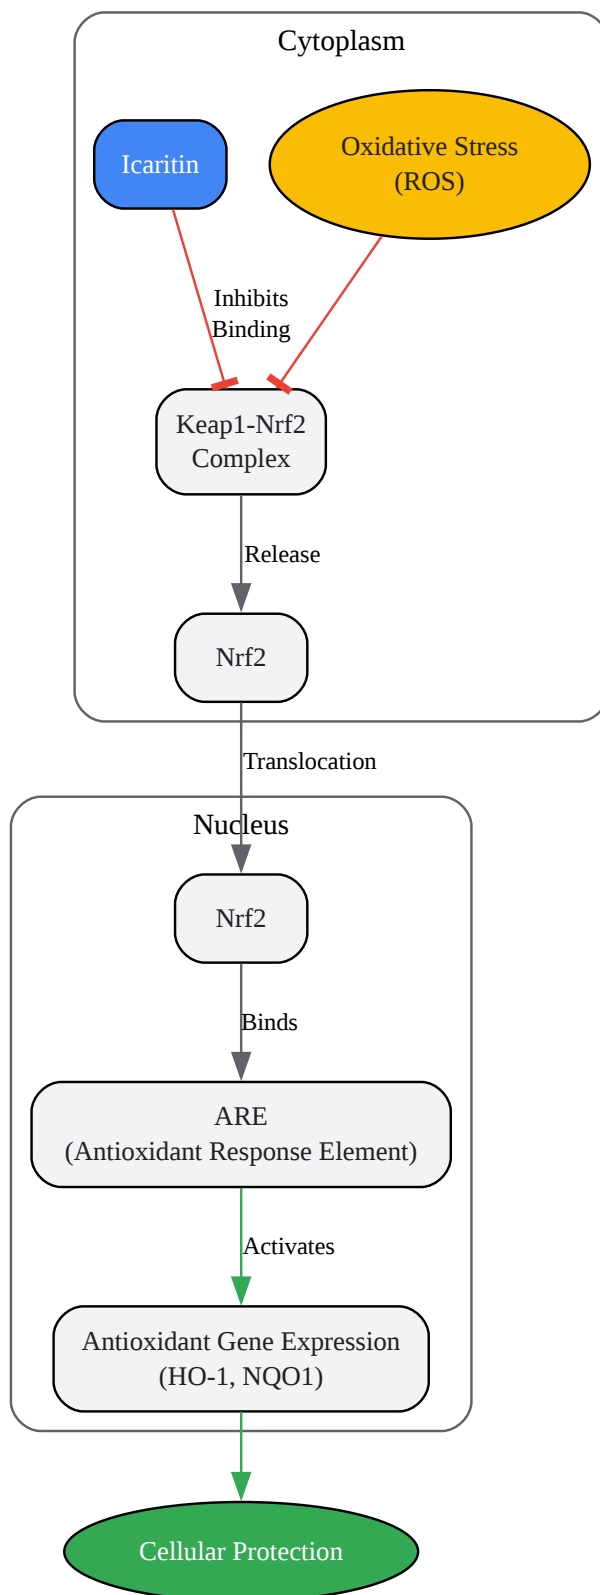 Cytoplasm
Icaritin
Oxidative Stress
(ROS)
Inhibits
Binding
Keap1-Nrf2
Complex
Release
Nrf2
Translocation
Nucleus
Nrf2
Binds
ARE
(Antioxidant Response Element)
Activates
Antioxidant Gene Expression
(HO-1, NQO1)
Cellular Protection